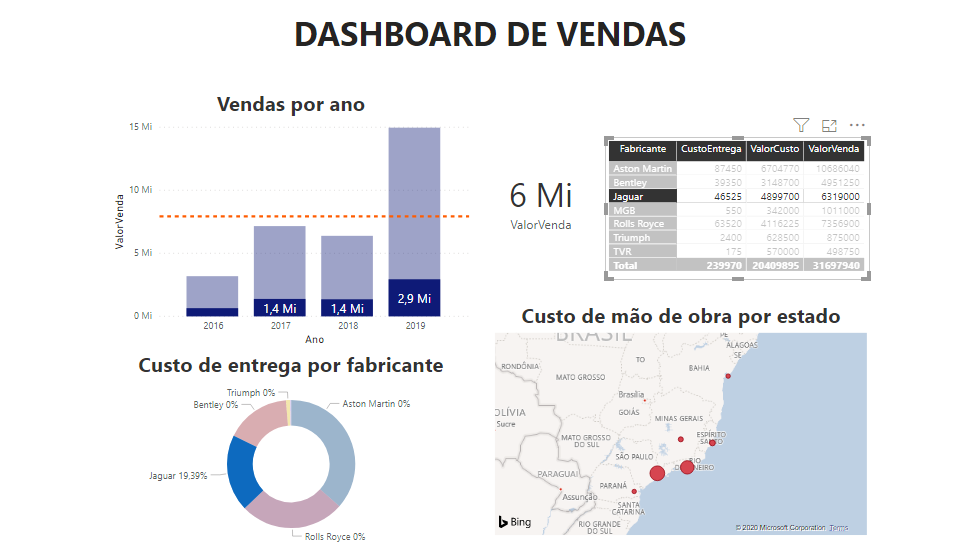 DASHBOARD DE VENDAS
Vendas por ano
15 Mi
10 Mi
5 Mi
0 Mi
ValorVenda
1,4 Mi
1,4 Mi
2,9 Mi
2016
2017
2018
2019
Ano
6 Mi
ValorVenda
Fabricante CustoEntrega ValorCusto ValorVenda
Aston Martin 87450 6704770 10686040
Bentley 39350 3148700 4951250
Jaguar 46525 4899700 6319000
MGB 550 342000 1011000
Rolls Royce 63520 4116225 7356900
Triumph 2400 628500 875000
TVR 175 570000 498750
Total 239970 20409895 31697940
Custo de entrega por fabricante
Triumph 0%
Bentley 0%
Aston Martin 0%
Jaguar 19,39%
Rolls Royce 0%
Custo de mão de obra por estado
BRASIL
PE
ALAGOAS
SE
TO
RONDÔNIA
BAHIA
MATO GROSSO
Brasília
GOIÁS
OLÍVIA
Sucre
MINAS GERAIS
MATO GROSSO
DO SUL
ESPÍRITO
SANTO
SÃO PAULO
RIO
DE JANEIRO
PARAGUAI
PARANÁ
Assunção
SANTA
CATARINA
RIO GRANDE
DO SUL
Bing
© 2020 Microsoft Corporation Terms